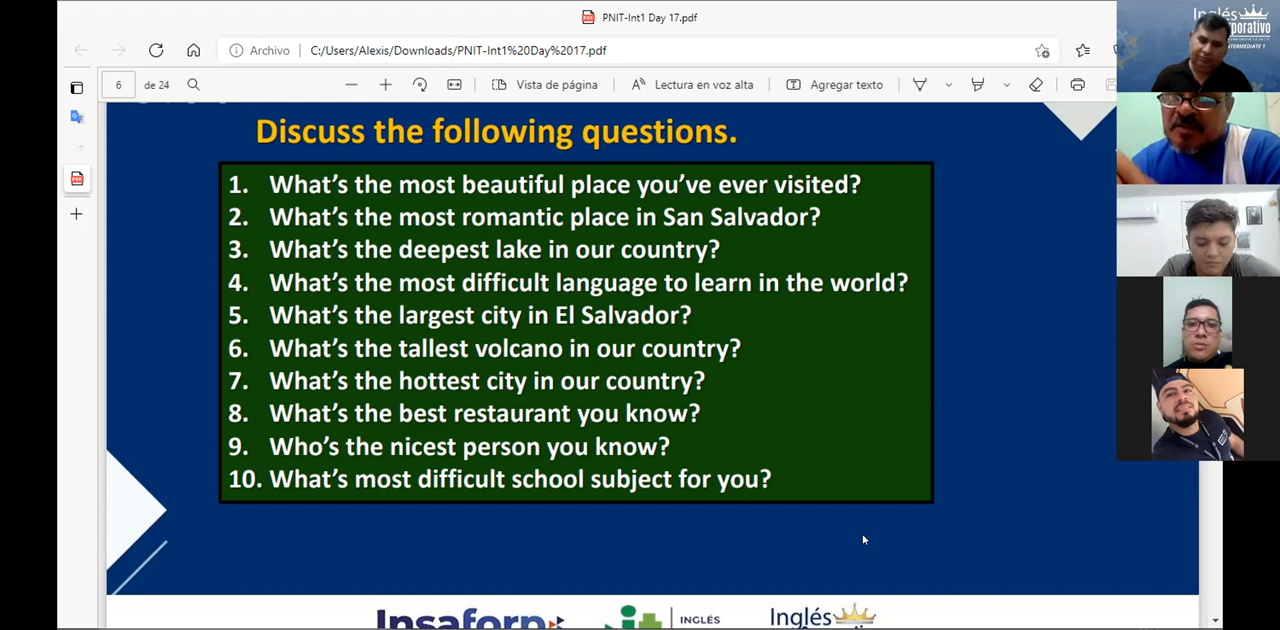 PNIT-Int1 Day 17.pdf
Archivo
C:/Users/Alexis/Downloads/PNIT-Int1%20Day%2017.pdf
6 de 24
Vista de página
Lectura en voz alta
Agregar texto
Discuss the following questions.
1. What's the most beautiful place you've ever visited?
2. What's the most romantic place in San Salvador?
3. What's the deepest lake in our country?
4. What's the most difficult language to learn in the world?
5. What's the largest city in El Salvador?
6. What's the tallest volcano in our country?
7. What's the hottest city in our country?
8. What's the best restaurant you know?
9. Who's the nicest person you know?
10. What's most difficult school subject for you?
Insaforp
INGLÉS
Inglés
Inglés
INTERMEDIATE 1